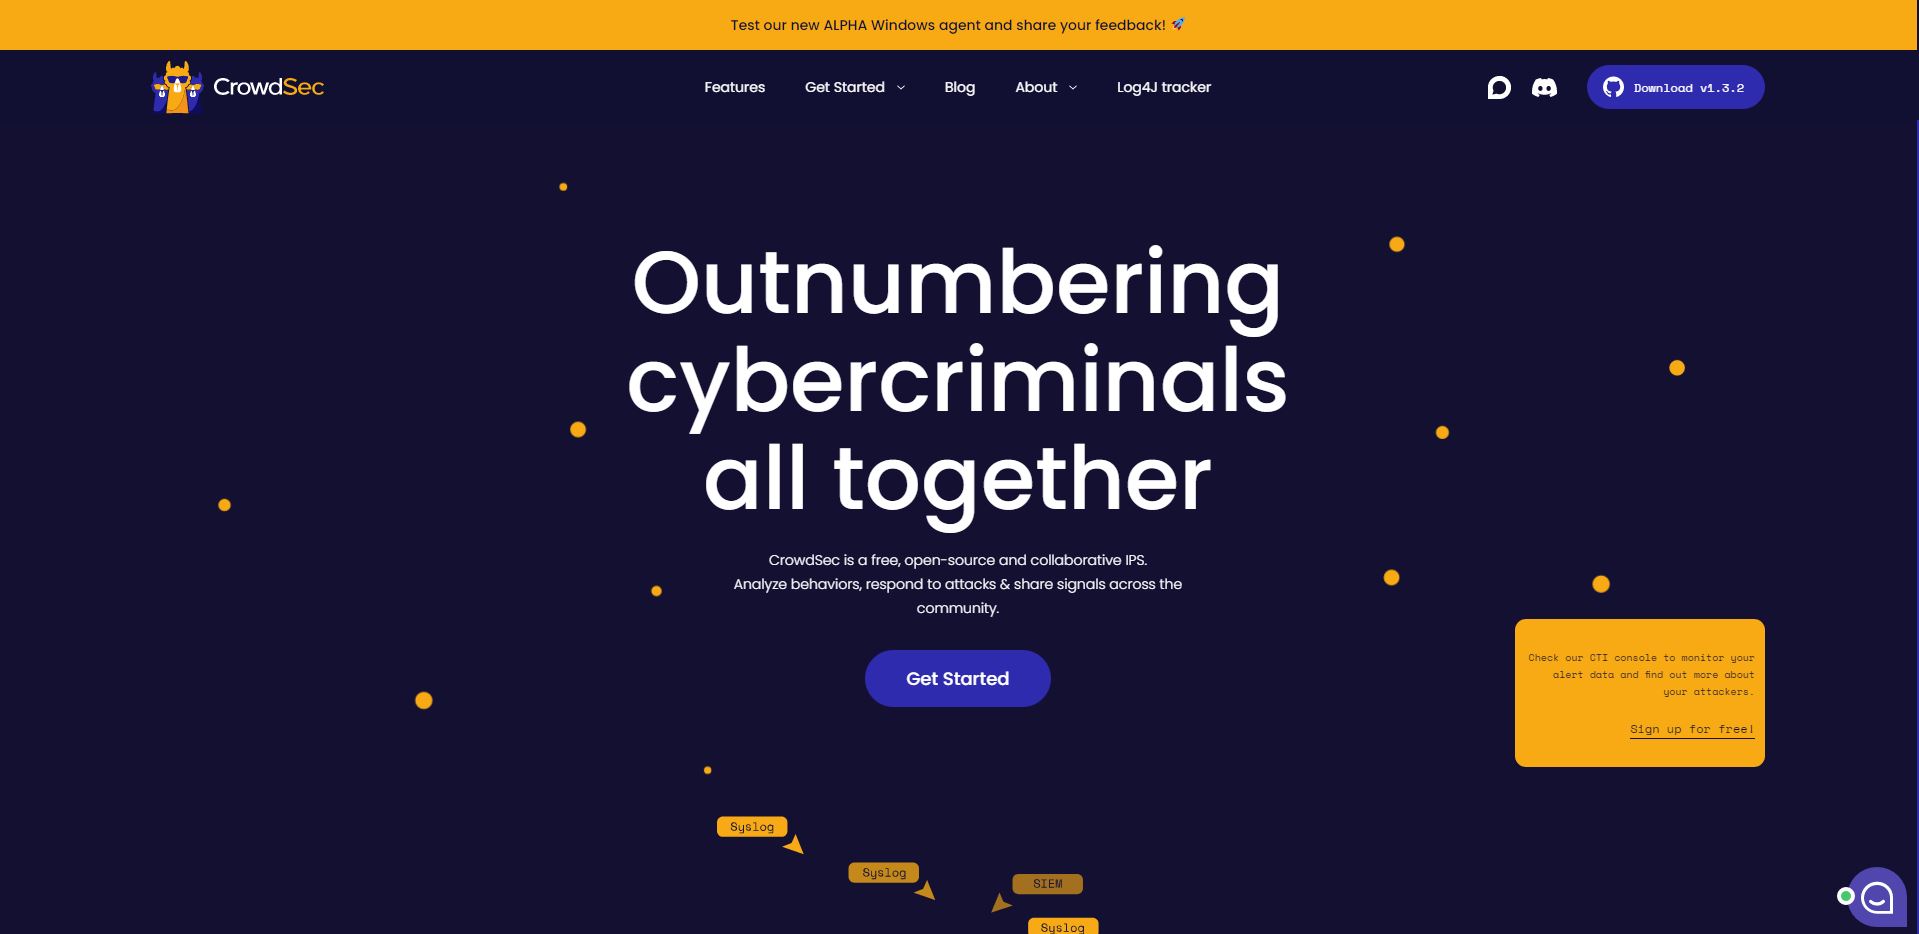 Test our new ALPHA Windows agent and share your feedback! 🚀
CrowdSec
Features
Get Started
Blog
About
Log4J tracker
Download v1.3.2
Outnumbering
cybercriminals
all together
CrowdSec is a free, open-source and collaborative IPS.
Analyze behaviors, respond to attacks & share signals across the
community.
Get Started
Check our CTI console to monitor your
alert data and find out more about
your attackers.
Sign up for free!
Syslog
Syslog
SIEM
Syslog